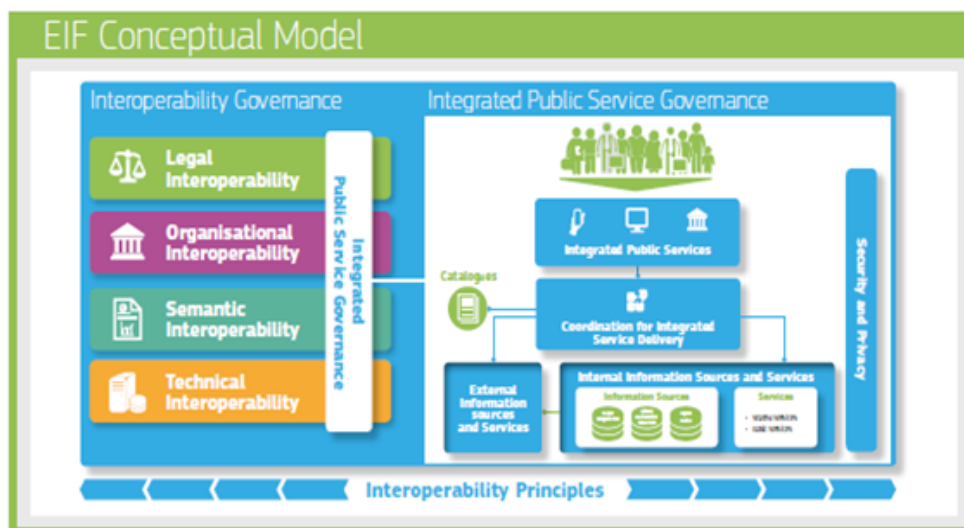 EIF Conceptual Model
Interoperability Governance
Integrated Public Service Governance
Legal
Interoperability
Organisational
Interoperability
Semantic
Interoperability
Technical
Interoperability
Integrated
Public Service Governance
Integrated Public Services
Catalogues
Coordination for Integrated
Service Delivery
External
Information
sources
and Services
Internal Information Sources and Services
Information Sources
Services
Security and Privacy
Interoperability Principles